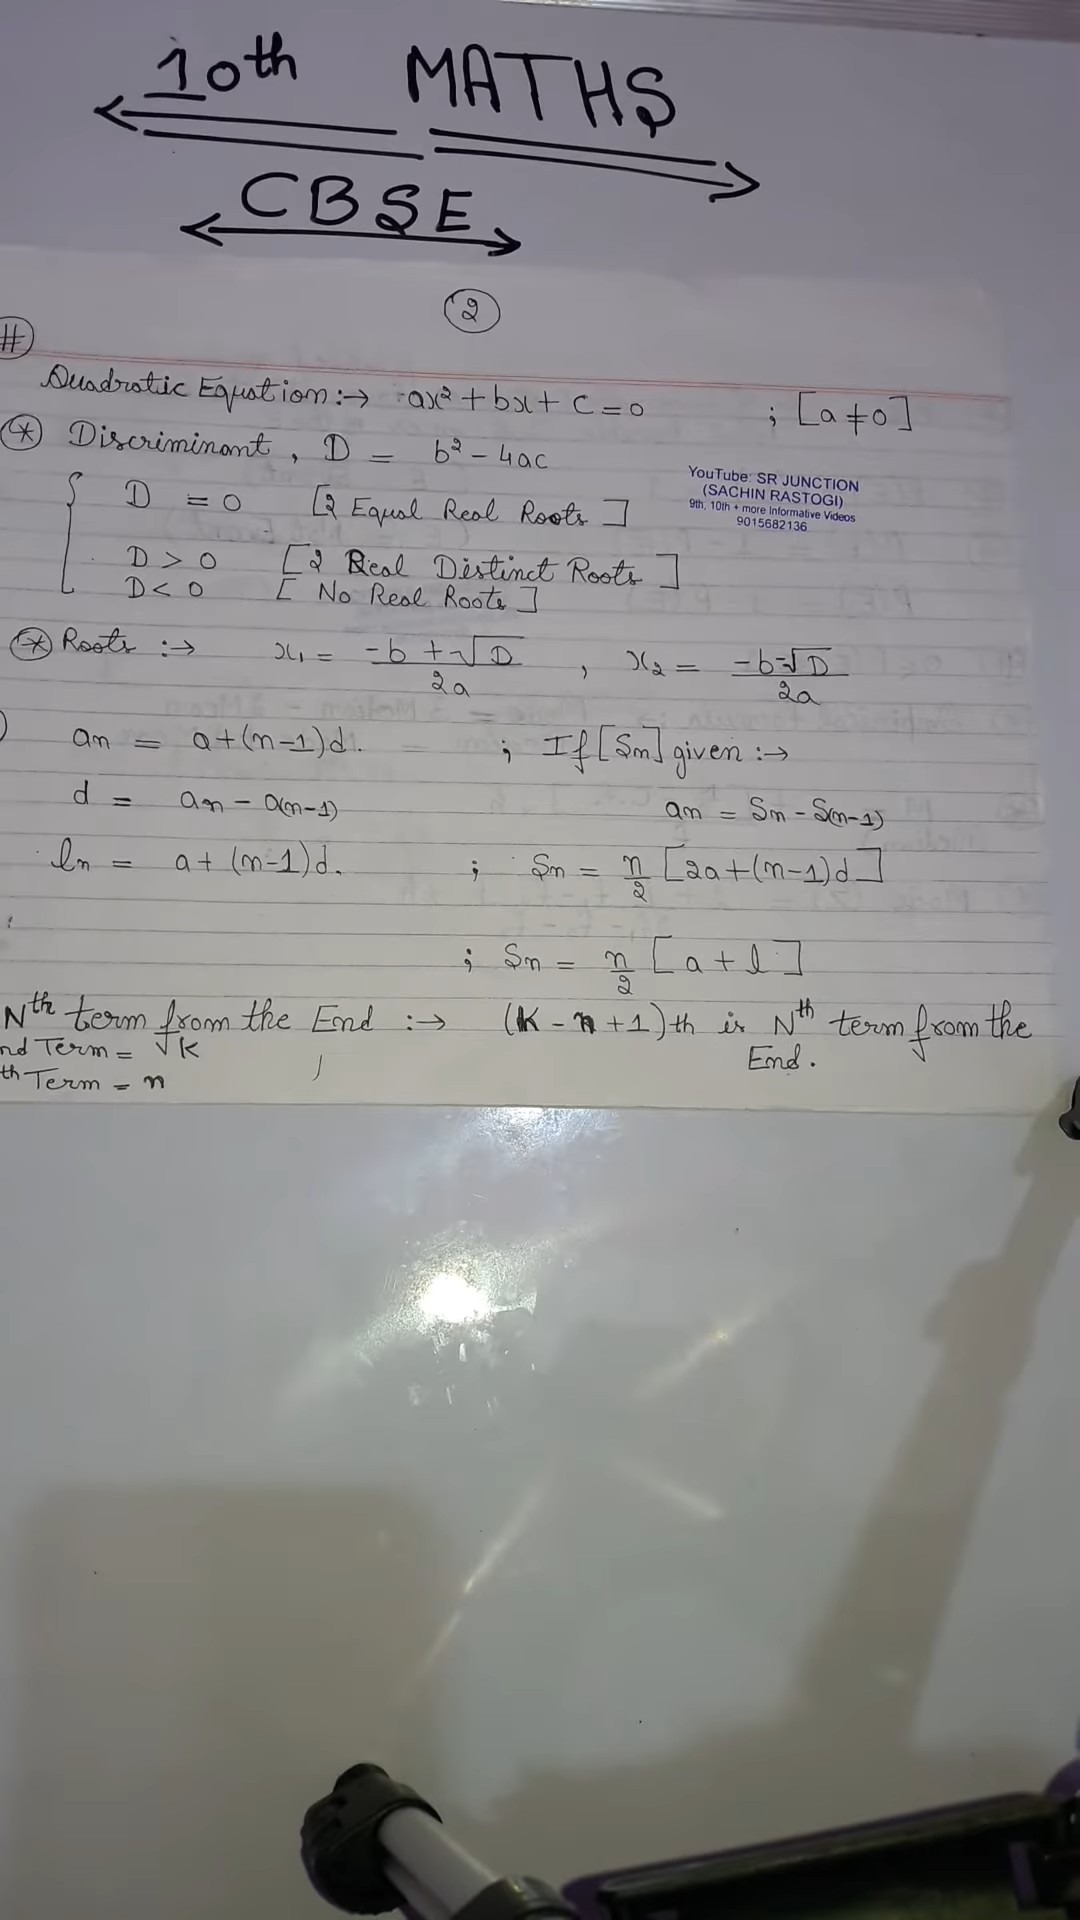 10th MATHS
CBSE
2
#
Quadratic Equation :→ ax² + bx + c = 0 ; [a ≠ 0]
* Discriminant, D = b² - 4ac
YouTube: SR JUNCTION
(SACHIN RASTOGI)
9th, 10th + more Informative Videos
9015682136
D = 0 [2 Equal Real Roots]
D > 0 [2 Real Distinct Roots]
D < 0 [No Real Roots]
* Roots :→ x₁ = -b + √D / 2a , x₂ = -b - √D / 2a
an = a + (n-1)d. ; If [Sn] given :→
d = an - a(n-1) an = Sn - S(n-1)
ln = a + (n-1)d. ; Sn = n/2 [2a + (n-1)d]
; Sn = n/2 [a + l]
Nth term from the End :→ (K - n + 1)th is Nth term from the
End.
nd Term = K
th Term = n